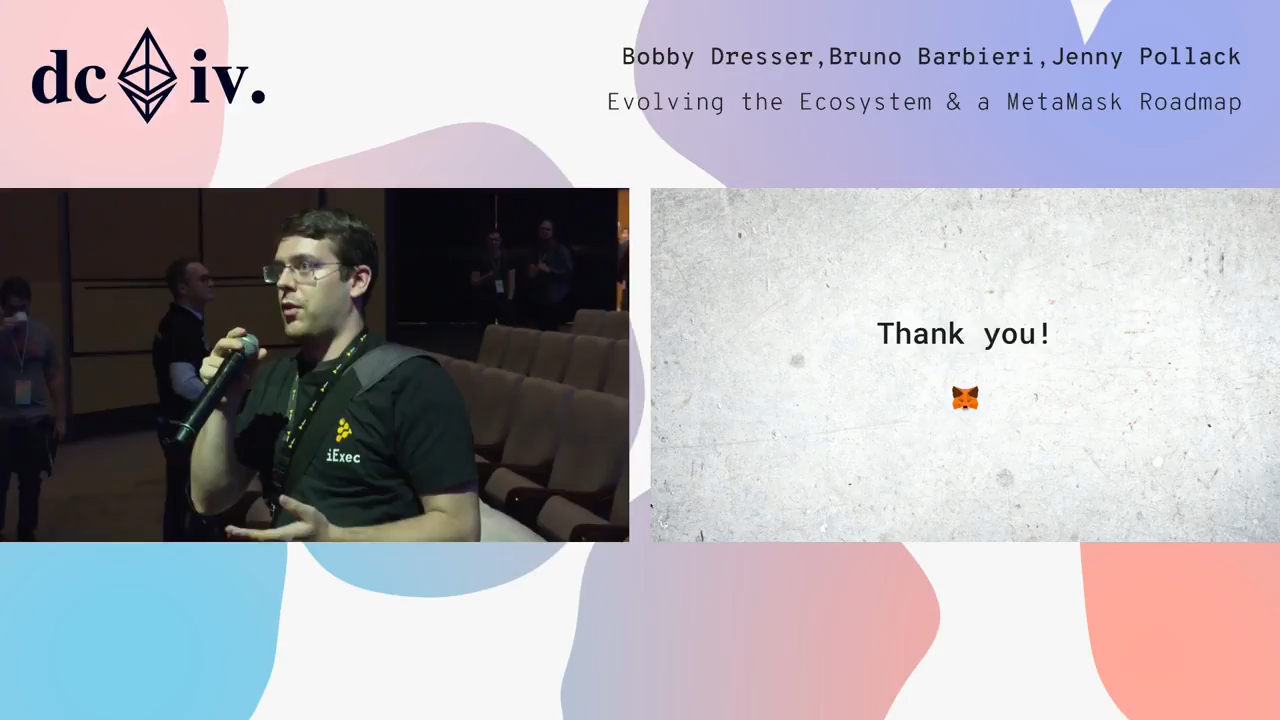 dc iv.
Bobby Dresser,Bruno Barbieri,Jenny Pollack
Evolving the Ecosystem & a MetaMask Roadmap
iExec
Thank you!